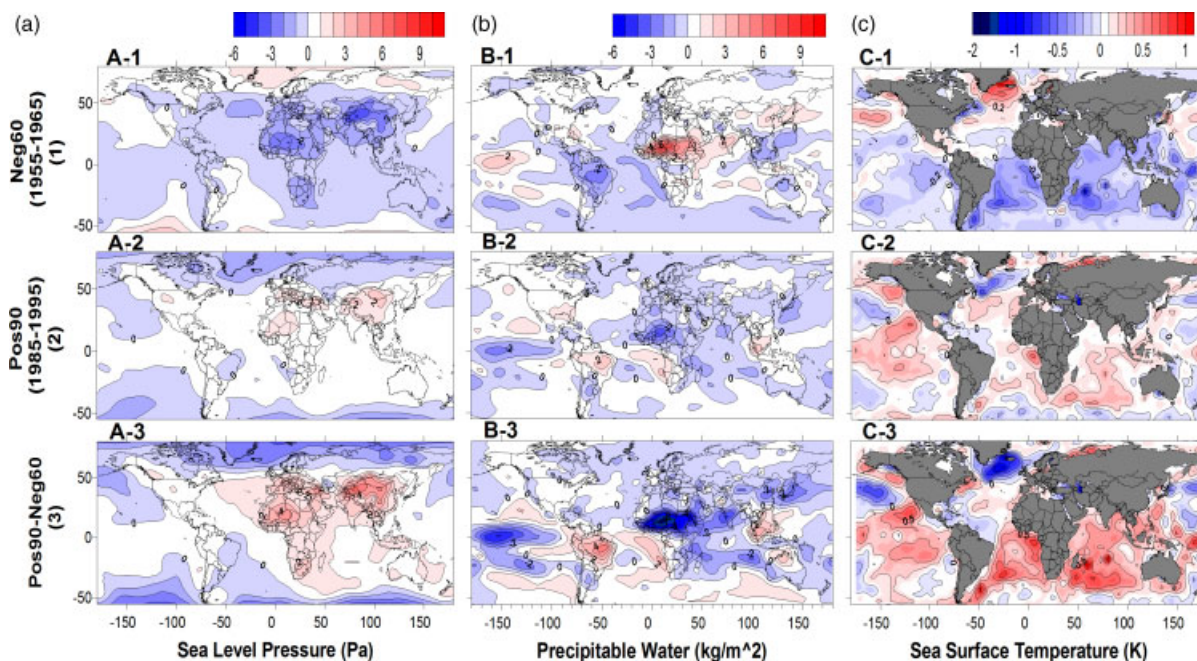 (a) (b) (c)
-6 -3 0 3 6 9
-6 -3 0 3 6 9
-2 -1 -0.5 0 0.5 1
A-1 B-1 C-1
Neg60
(1955-1965)
(1)
50
0
-50
A-2 B-2 C-2
Pos90
(1985-1995)
(2)
50
0
-50
A-3 B-3 C-3
Pos90-Neg60
(3)
50
0
-50
-150 -100 -50 0 50 100 150 -150 -100 -50 0 50 100 150 -150 -100 -50 0 50 100 150
Sea Level Pressure (Pa) Precipitable Water (kg/m^2) Sea Surface Temperature (K)